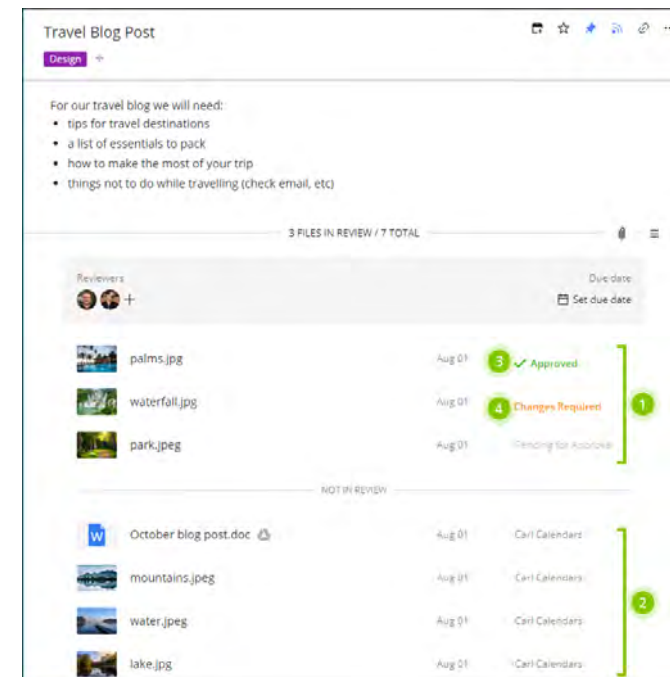 Travel Blog Post
Design +
For our travel blog we will need:
• tips for travel destinations
• a list of essentials to pack
• how to make the most of your trip
• things not to do while travelling (check email, etc)
3 FILES IN REVIEW / 7 TOTAL
Reviewers Due date
+ Set due date
palms.jpg Aug 01 3 Approved
1
waterfall.jpg Aug 01 4 Changes Required
park.jpeg Aug 01 Pending for Approval
NOT IN REVIEW
W October blog post.doc Aug 01 Carl Calendars
mountains.jpeg Aug 01 Carl Calendars
2
water.jpeg Aug 01 Carl Calendars
lake.jpg Aug 01 Carl Calendars